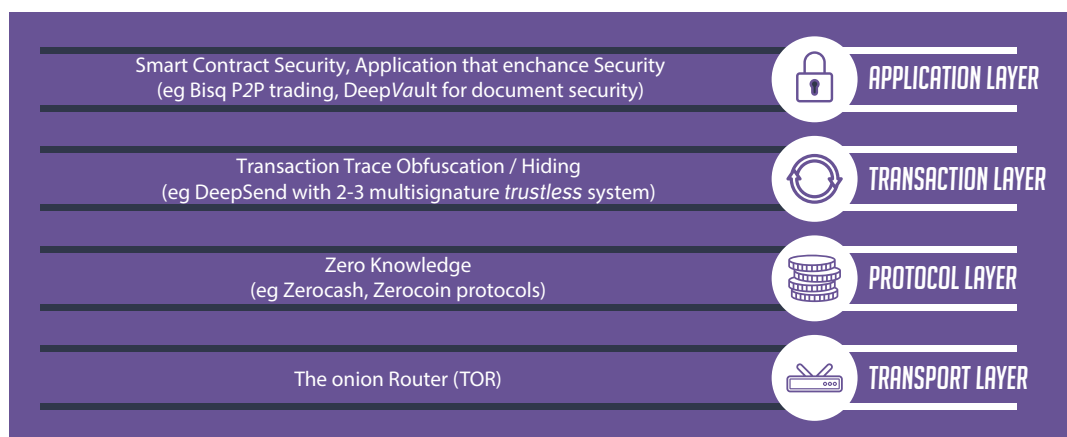 Smart Contract Security, Application that enchance Security
(eg Bisq P2P trading, DeepVault for document security)
APPLICATION LAYER
Transaction Trace Obfuscation / Hiding
(eg DeepSend with 2-3 multisignature trustless system)
TRANSACTION LAYER
Zero Knowledge
(eg Zerocash, Zerocoin protocols)
PROTOCOL LAYER
The onion Router (TOR)
TRANSPORT LAYER